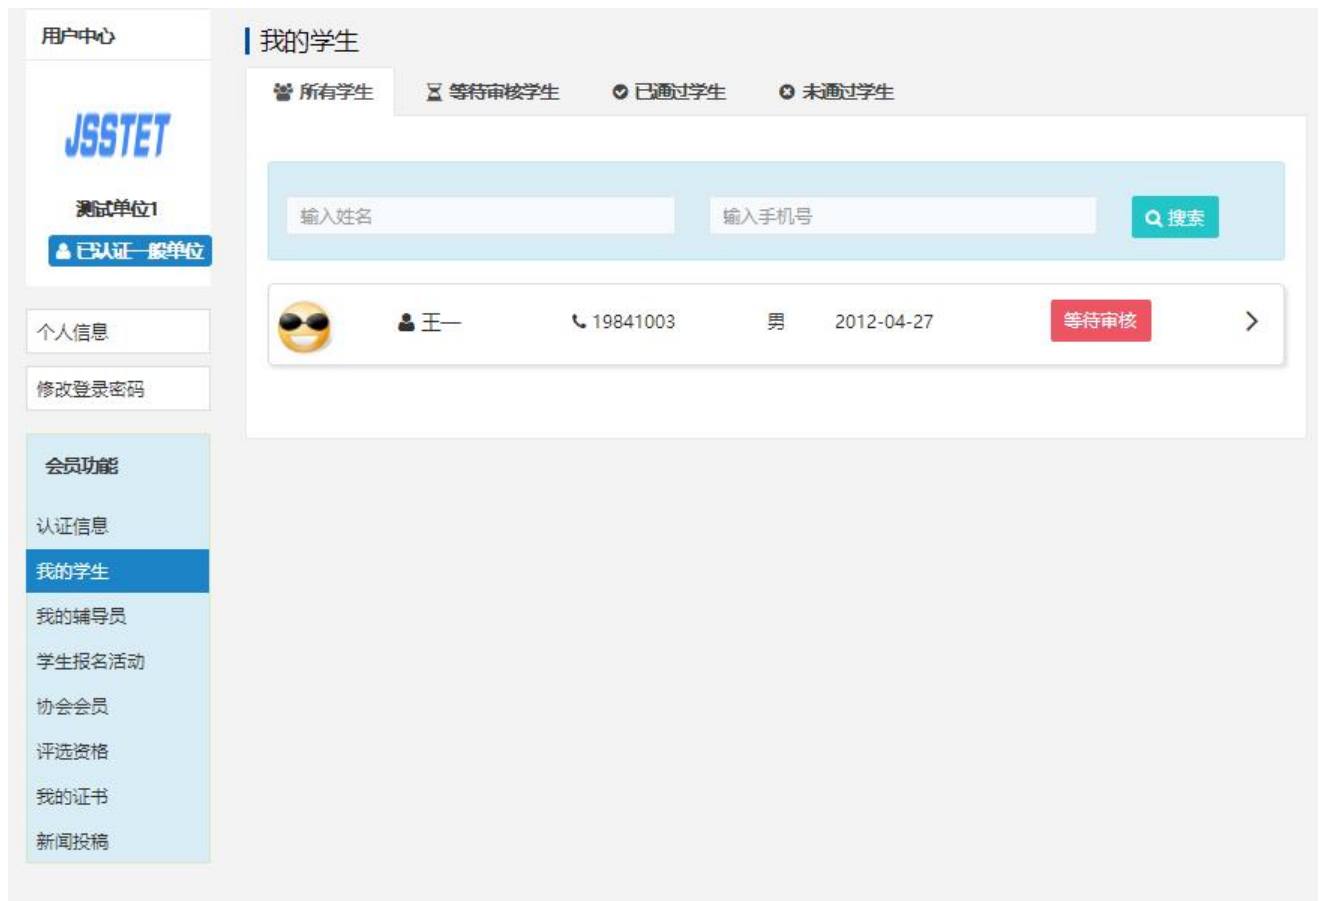 用户中心
JSSTET
测试单位1
已认证一般单位
个人信息
修改登录密码
会员功能
认证信息
我的学生
我的辅导员
学生报名活动
协会会员
评选资格
我的证书
新闻投稿
我的学生
所有学生 等待审核学生 已通过学生 未通过学生
输入姓名 输入手机号 搜索
王一 19841003 男 2012-04-27 等待审核